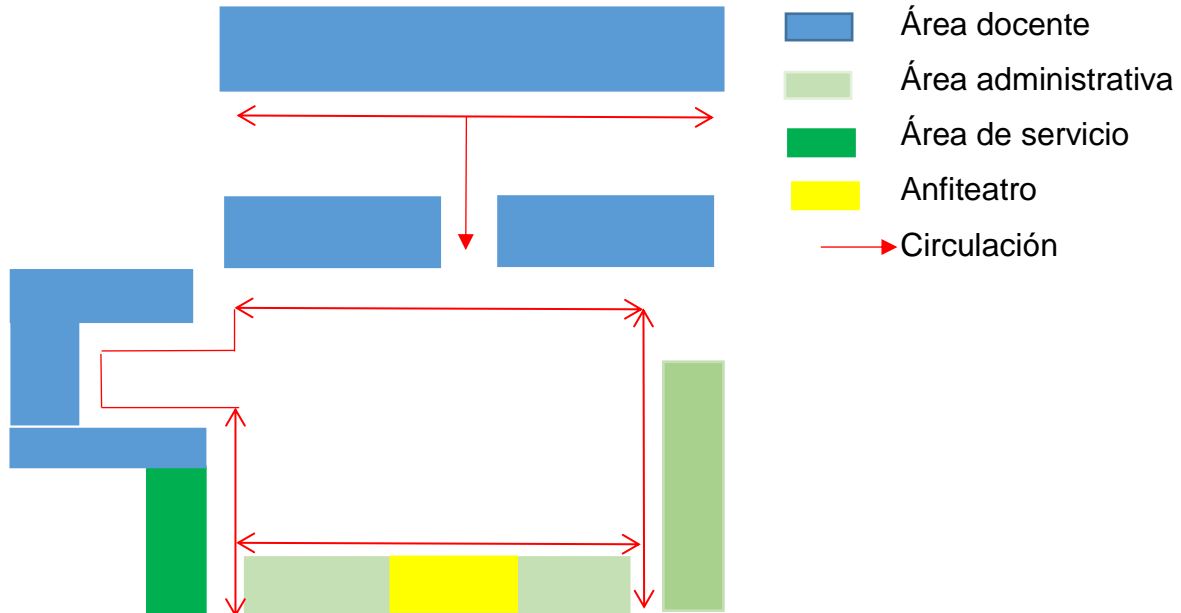 Área docente
Área administrativa
Área de servicio
Anfiteatro
Circulación